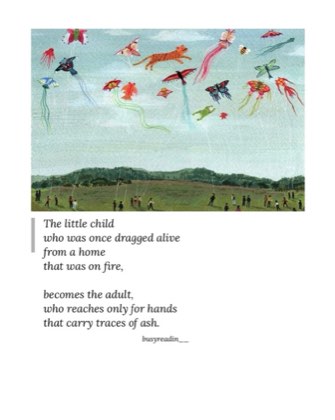 The little child
who was once dragged alive
from a home
that was on fire,
becomes the adult,
who reaches only for hands
that carry traces of ash.
busyreadin__